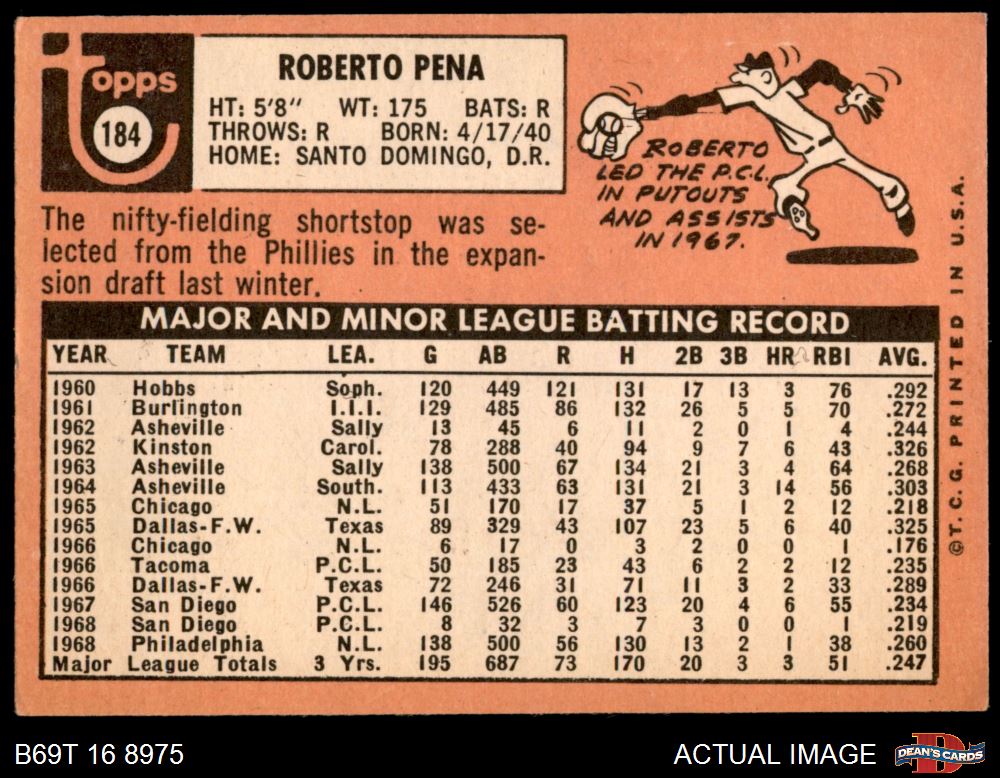 Topps
184
ROBERTO PENA
HT: 5'8" WT: 175 BATS: R
THROWS: R BORN: 4/17/40
HOME: SANTO DOMINGO, D.R.
The nifty-fielding shortstop was se-
lected from the Phillies in the expan-
sion draft last winter.
ROBERTO
LED THE P.C.L.
IN PUTOUTS
AND ASSISTS
IN 1967.
MAJOR AND MINOR LEAGUE BATTING RECORD
YEAR TEAM LEA. G AB R H 2B 3B HR RBI AVG.
1960 Hobbs Soph. 120 449 121 131 17 13 3 76 .292
1961 Burlington I.I.I. 129 485 86 132 26 5 5 70 .272
1962 Asheville Sally 13 45 6 11 2 0 1 4 .244
1962 Kinston Carol. 78 288 40 94 9 7 6 43 .326
1963 Asheville Sally 138 500 67 134 21 3 4 64 .268
1964 Asheville South. 113 433 63 131 21 3 14 56 .303
1965 Chicago N.L. 51 170 17 37 5 1 2 12 .218
1965 Dallas-F.W. Texas 89 329 43 107 23 5 6 40 .325
1966 Chicago N.L. 6 17 0 3 2 0 0 1 .176
1966 Tacoma P.C.L. 50 185 23 43 6 2 2 12 .235
1966 Dallas-F.W. Texas 72 246 31 71 11 3 2 33 .289
1967 San Diego P.C.L. 146 526 60 123 20 4 6 55 .234
1968 San Diego P.C.L. 8 32 3 7 3 0 0 1 .219
1968 Philadelphia N.L. 138 500 56 130 13 2 1 38 .260
Major League Totals 3 Yrs. 195 687 73 170 20 3 3 51 .247
©T.C.G. PRINTED IN U.S.A.
B69T 16 8975
ACTUAL IMAGE
DEAN'S CARDS